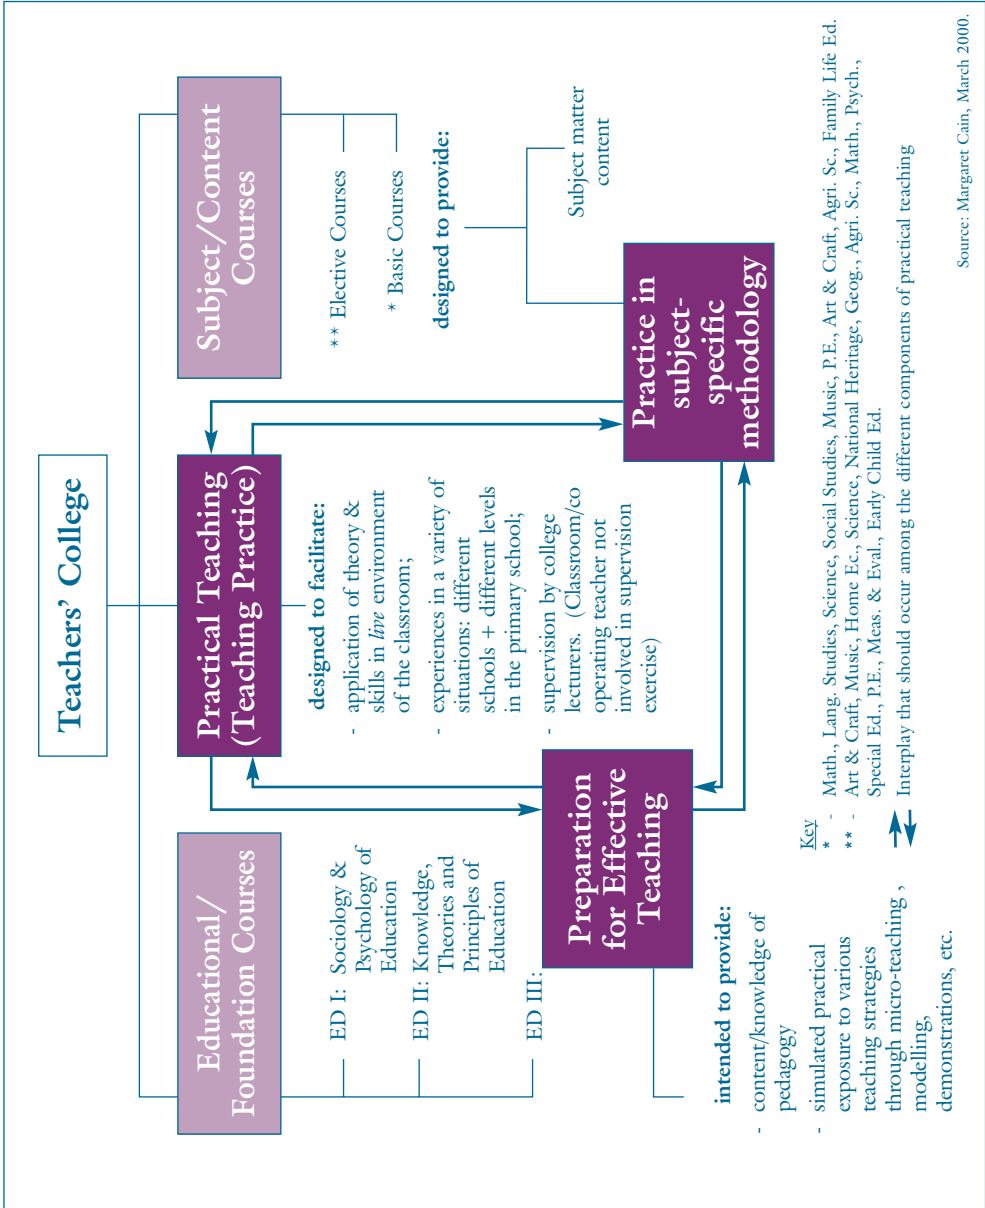 Teachers' College
Educational/
Foundation Courses
ED I: Sociology &
Psychology of
Education
ED II: Knowledge,
Theories and
Principles of
Education
ED III:
Preparation
for Effective
Teaching
intended to provide:
- content/knowledge of
pedagogy
- simulated practical
exposure to various
teaching strategies
through micro-teaching ,
modelling,
demonstrations, etc.
Practical Teaching
(Teaching Practice)
designed to facilitate:
- application of theory &
skills in live environment
of the classroom;
- experiences in a variety of
situations: different
schools + different levels
in the primary school;
- supervision by college
lecturers. (Classroom/co
operating teacher not
involved in supervision
exercise)
Subject/Content
Courses
** Elective Courses
* Basic Courses
designed to provide:
Subject matter
content
Practice in
subject-
specific
methodology
Key
* - Math., Lang. Studies, Science, Social Studies, Music, P.E., Art & Craft, Agri. Sc., Family Life Ed.
** - Art & Craft, Music, Home Ec., Science, National Heritage, Geog., Agri. Sc., Math., Psych.,
Special Ed., P.E., Meas. & Eval., Early Child Ed.
Interplay that should occur among the different components of practical teaching
Source: Margaret Cain, March 2000.